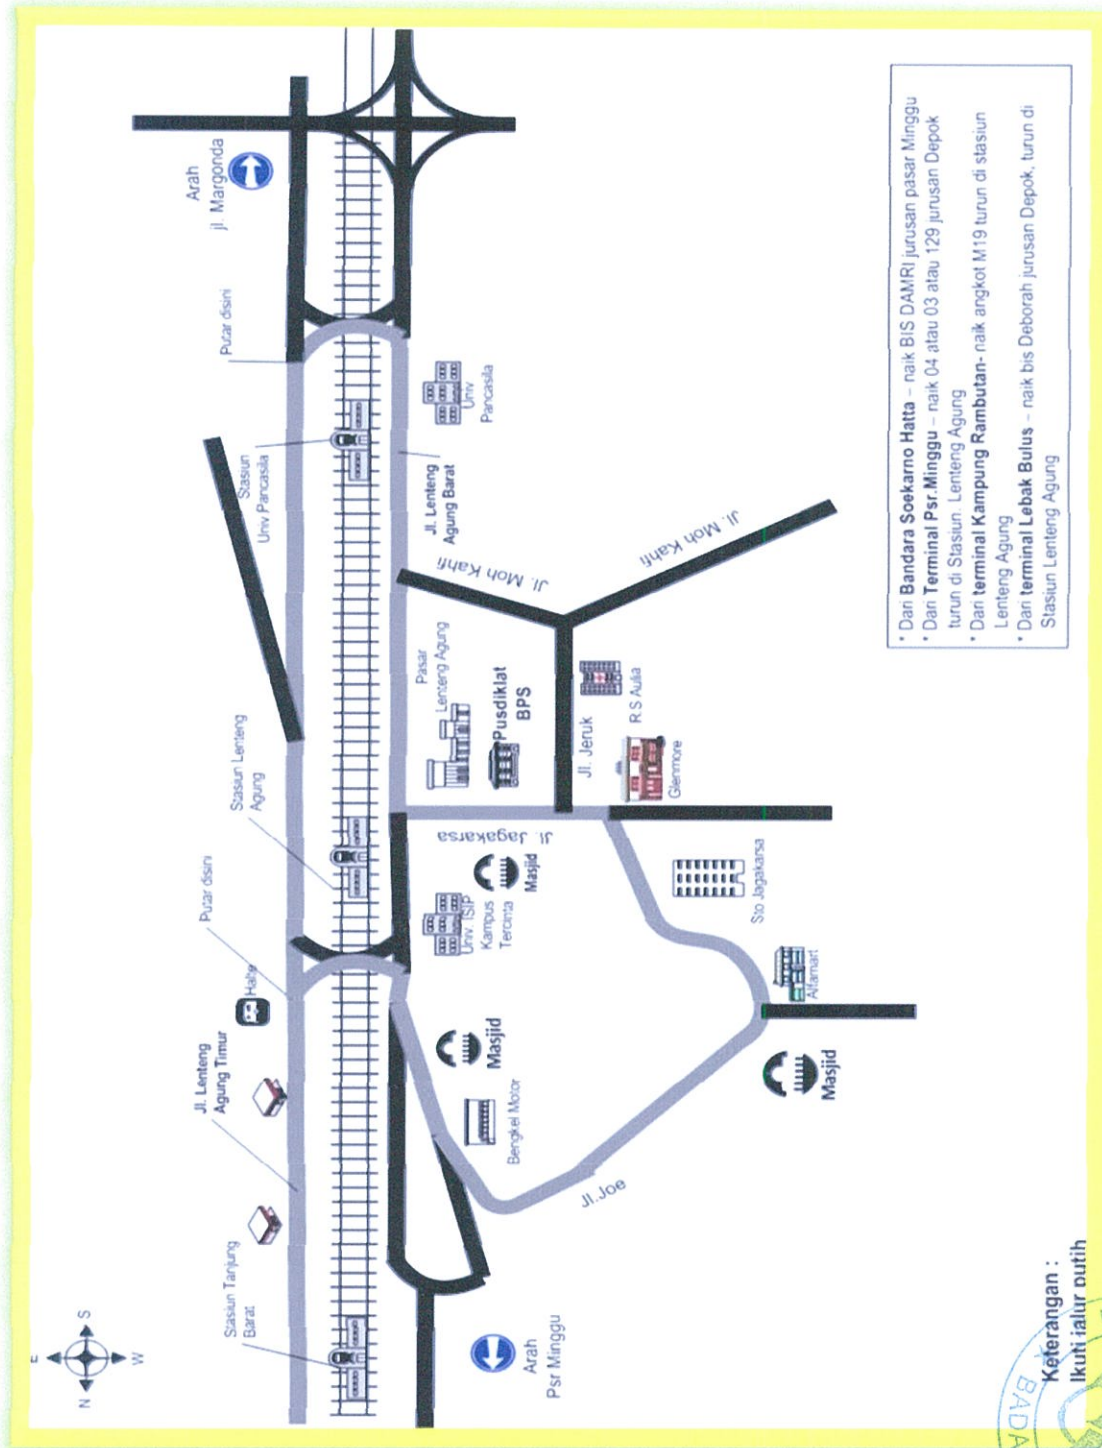 E
N
S
W
Arah
jl. Margonda
Putar disini
Stasiun
Univ Pancasila
Stasiun Lenteng
Agung
Putar disini
Halte
Jl. Lenteng
Agung Timur
Stasiun Tanjung
Barat
Univ
Pancasila
Jl. Lenteng
Agung Barat
Jl. Moh Kahfi
Jl. Moh Kahfi
Pasar
Lenteng Agung
Pusdiklat
BPS
Jl. Jeruk
R.S Aulia
Glenmore
Jl. Jagakarsa
Masjid
Univ. ISIP
Kampus
Tercinta
Sto Jagakarsa
Alfamart
Masjid
Masjid
Bengkel Motor
Jl.Joe
Arah
Psr Minggu
* Dari Bandara Soekarno Hatta – naik BIS DAMRI jurusan pasar Minggu
* Dari Terminal Psr.Minggu – naik 04 atau 03 atau 129 jurusan Depok
turun di Stasiun. Lenteng Agung
* Dari terminal Kampung Rambutan- naik angkot M19 turun di stasiun
Lenteng Agung
* Dari terminal Lebak Bulus – naik bis Deborah jurusan Depok, turun di
Stasiun Lenteng Agung
Keterangan :
Ikuti jalur putih
BADA